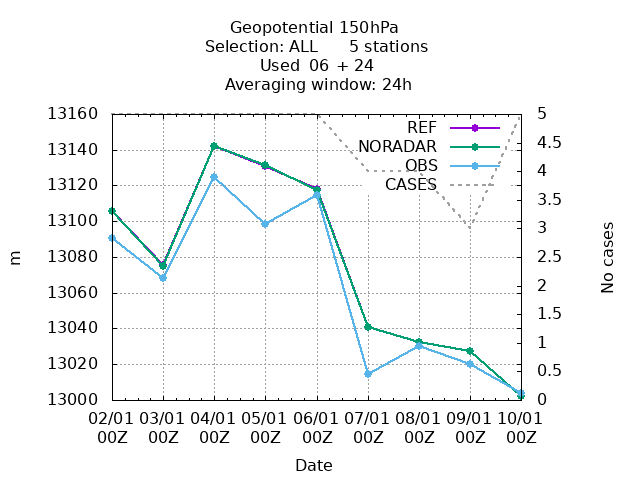 Geopotential 150hPa
Selection: ALL 5 stations
Used 06 + 24
Averaging window: 24h
13160
13140
13120
13100
13080
13060
13040
13020
13000
m
REF
NORADAR
OBS
CASES
5
4.5
4
3.5
3
2.5
2
1.5
1
0.5
0
No cases
02/01 03/01 04/01 05/01 06/01 07/01 08/01 09/01 10/01
00Z 00Z 00Z 00Z 00Z 00Z 00Z 00Z 00Z
Date